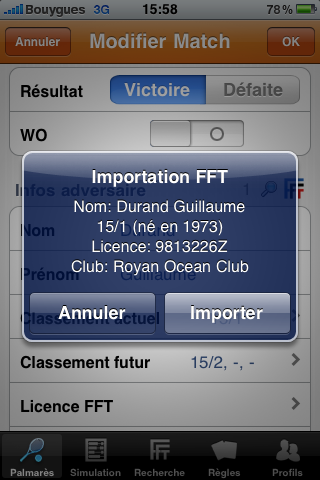 Bouygues 3G 15:58 78 %
Annuler Modifier Match OK
Résultat Victoire Défaite
WO
Infos adversaire 1
Importation FFT
Nom: Durand Guillaume
15/1 (né en 1973)
Licence: 9813226Z
Club: Royan Ocean Club
Nom
Prénom Guillaume
Annuler Importer
Classement actuel
Classement futur 15/2, -, -
Licence FFT
Palmarès Simulation Recherche Règles Profils